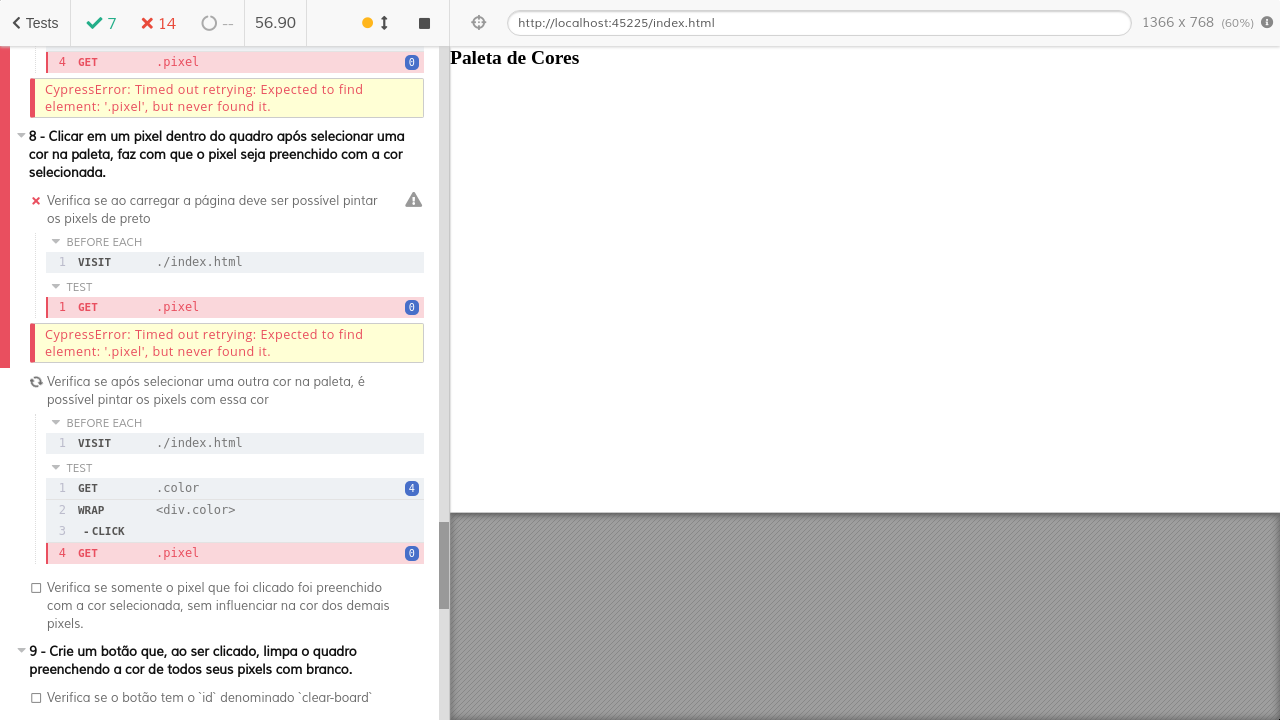 Tests
7
14
--
56.90
http://localhost:45225/index.html
1366 x 768 (60%)
4 GET .pixel 0
CypressError: Timed out retrying: Expected to find
element: '.pixel', but never found it.
8 - Clicar em um pixel dentro do quadro após selecionar uma
cor na paleta, faz com que o pixel seja preenchido com a cor
selecionada.
Verifica se ao carregar a página deve ser possível pintar
os pixels de preto
BEFORE EACH
1 VISIT ./index.html
TEST
1 GET .pixel 0
CypressError: Timed out retrying: Expected to find
element: '.pixel', but never found it.
Verifica se após selecionar uma outra cor na paleta, é
possível pintar os pixels com essa cor
BEFORE EACH
1 VISIT ./index.html
TEST
1 GET .color 4
2 WRAP <div.color>
3 - CLICK
4 GET .pixel 0
Verifica se somente o pixel que foi clicado foi preenchido
com a cor selecionada, sem influenciar na cor dos demais
pixels.
9 - Crie um botão que, ao ser clicado, limpa o quadro
preenchendo a cor de todos seus pixels com branco.
Verifica se o botão tem o `id` denominado `clear-board`
Paleta de Cores